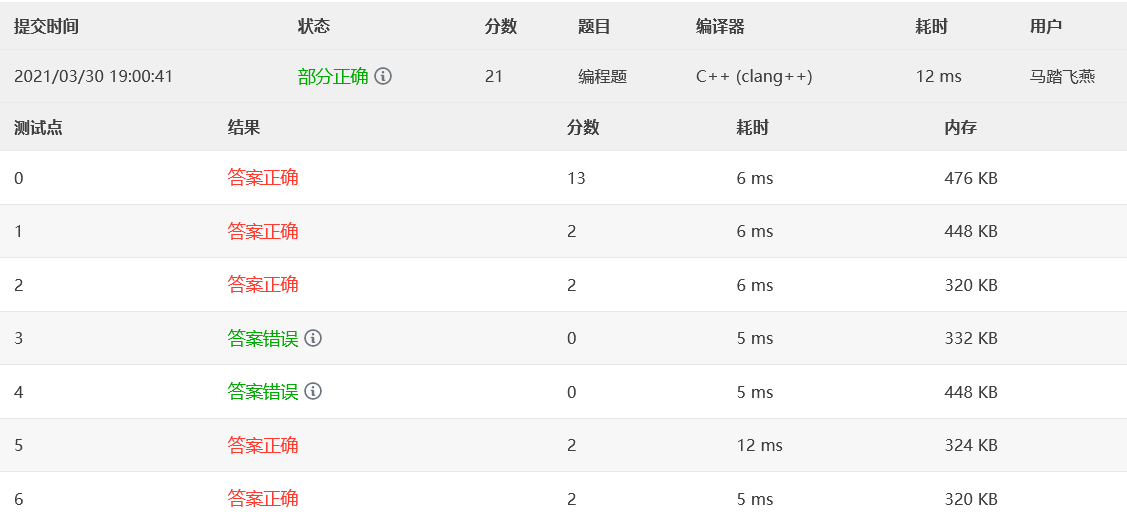 提交时间 状态 分数 题目 编译器 耗时 用户
2021/03/30 19:00:41 部分正确 21 编程题 C++ (clang++) 12 ms 马踏飞燕
测试点 结果 分数 耗时 内存
0 答案正确 13 6 ms 476 KB
1 答案正确 2 6 ms 448 KB
2 答案正确 2 6 ms 320 KB
3 答案错误 0 5 ms 332 KB
4 答案错误 0 5 ms 448 KB
5 答案正确 2 12 ms 324 KB
6 答案正确 2 5 ms 320 KB